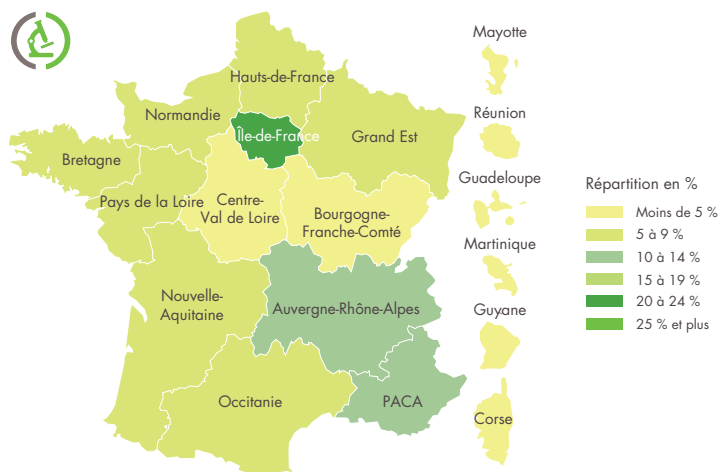 Mayotte
Hauts-de-France
Normandie
Réunion
Île-de-France
Grand Est
Bretagne
Guadeloupe
Pays de la Loire
Centre-
Val de Loire
Bourgogne-
Franche-Comté
Martinique
Nouvelle-
Aquitaine
Auvergne-Rhône-Alpes
Guyane
Occitanie
PACA
Corse
Répartition en %
Moins de 5 %
5 à 9 %
10 à 14 %
15 à 19 %
20 à 24 %
25 % et plus